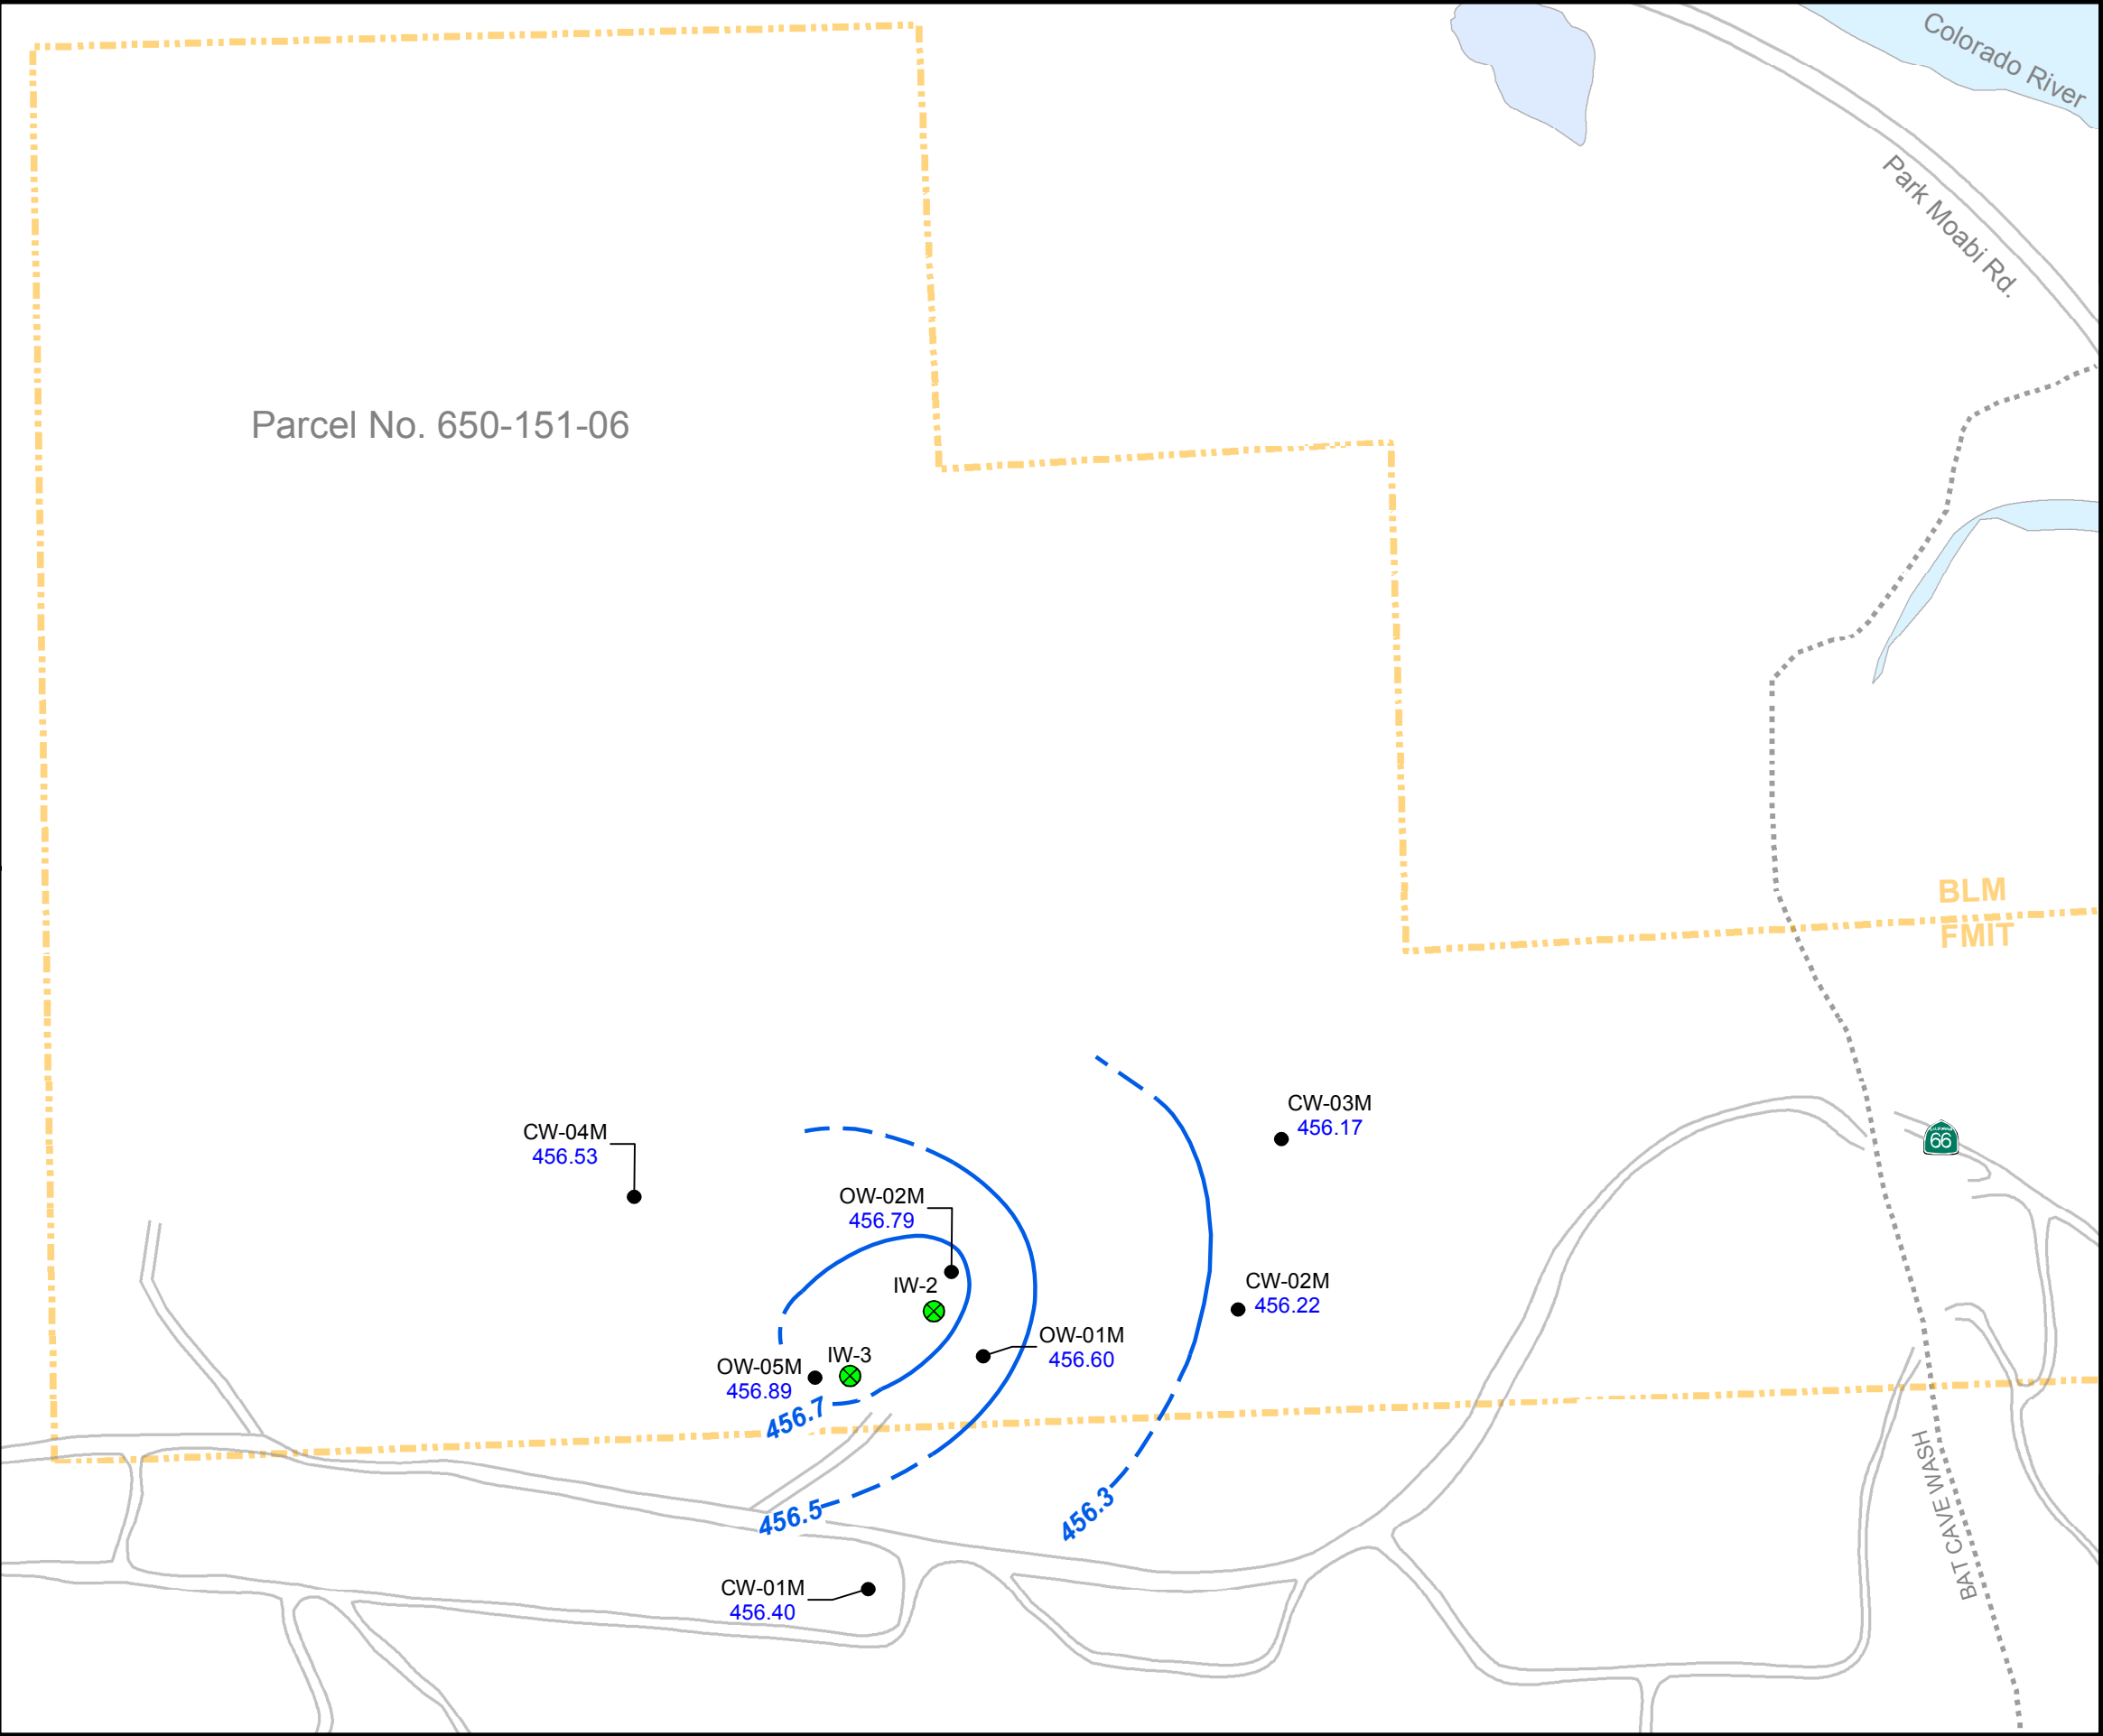 Colorado River
Park Moabi Rd.
Parcel No. 650-151-06
BLM
FMIT
CW-03M
456.17
CALIFORNIA
66
CW-04M
456.53
OW-02M
456.79
IW-2
CW-02M
456.22
OW-01M
456.60
IW-3
OW-05M
456.89
456.7
456.5
456.3
BAT CAVE WASH
CW-01M
456.40